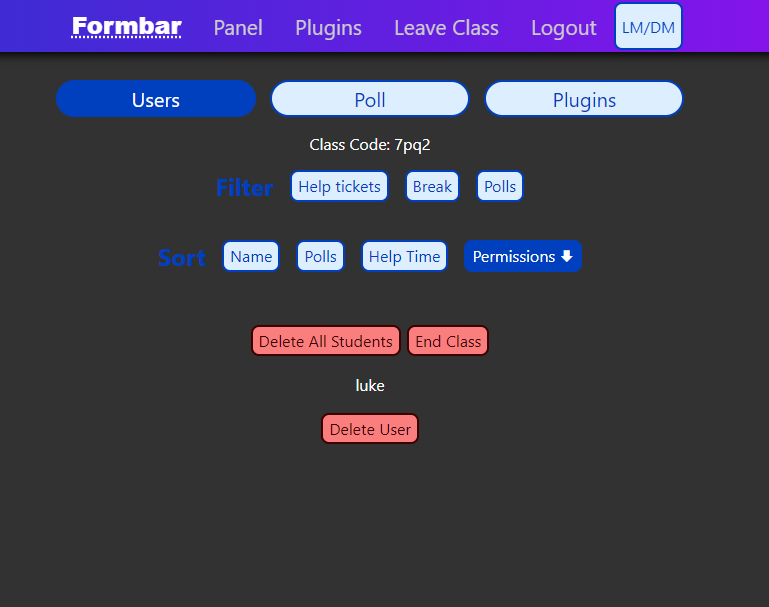 Formbar Panel Plugins Leave Class Logout LM/DM
Users Poll Plugins
Class Code: 7pq2
Filter Help tickets Break Polls
Sort Name Polls Help Time Permissions 🡇
Delete All Students End Class
luke
Delete User